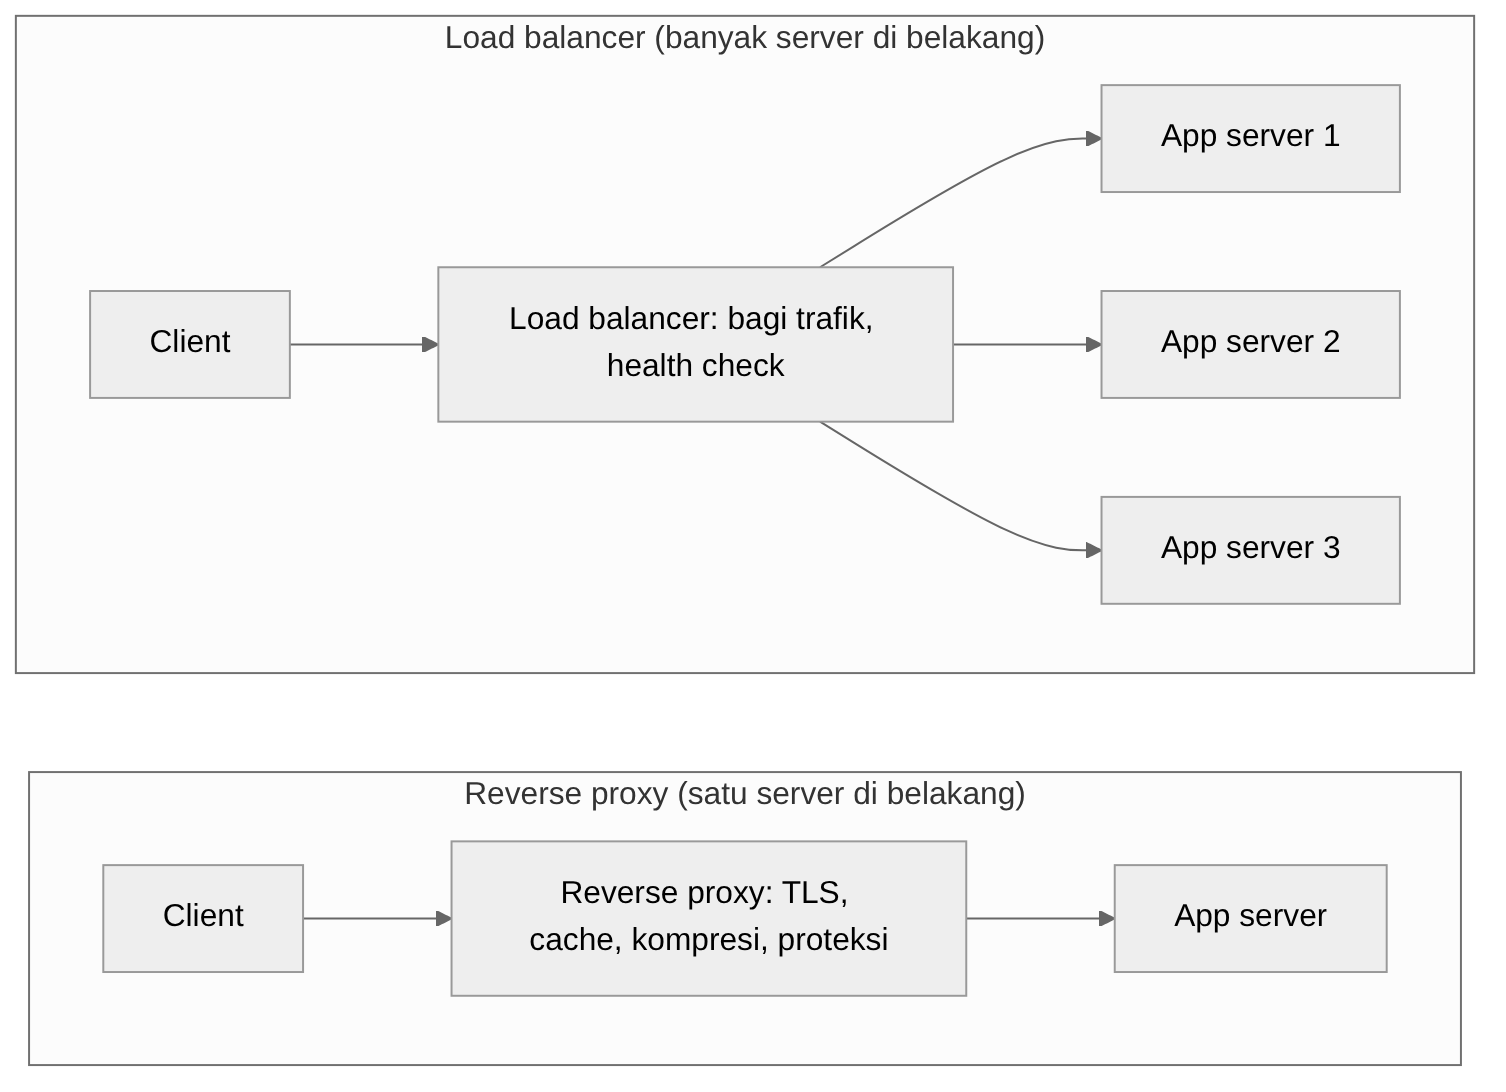 Load balancer (banyak server di belakang)
App server 1
Client
Load balancer: bagi trafik,
health check
App server 2
App server 3
Reverse proxy (satu server di belakang)
Client
Reverse proxy: TLS,
cache, kompresi, proteksi
App server